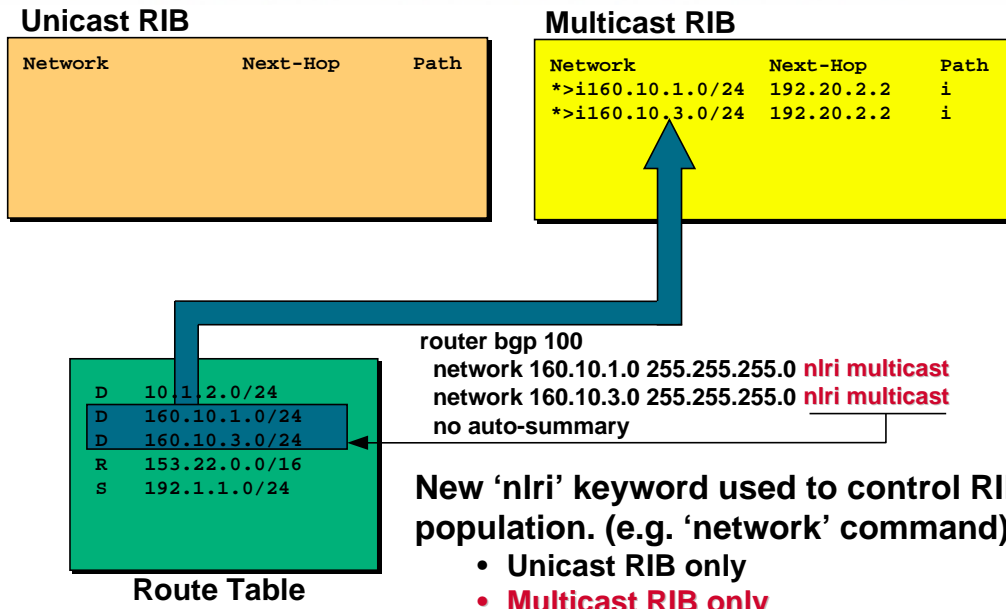 Unicast RIB
Network Next-Hop Path
Multicast RIB
Network Next-Hop Path
*>i160.10.1.0/24 192.20.2.2 i
*>i160.10.3.0/24 192.20.2.2 i
router bgp 100
network 160.10.1.0 255.255.255.0 nlri multicast
network 160.10.3.0 255.255.255.0 nlri multicast
no auto-summary
D 10.1.2.0/24
D 160.10.1.0/24
D 160.10.3.0/24
R 153.22.0.0/16
S 192.1.1.0/24
Route Table
New ‘nlri’ keyword used to control RI
population. (e.g. ‘network’ command)
• Unicast RIB only
• Multicast RIB only